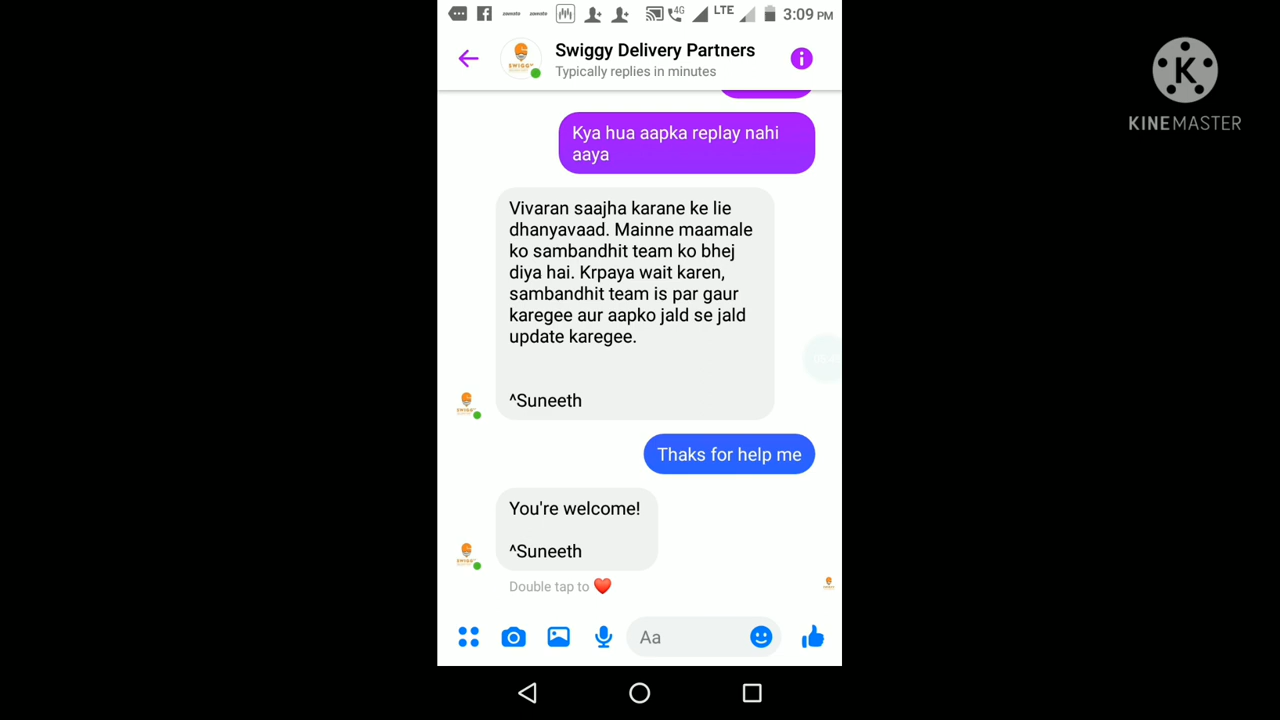 4G LTE 3:09 PM
Swiggy Delivery Partners
Typically replies in minutes
K
KINEMASTER
Kya hua aapka replay nahi
aaya
Vivaran saajha karane ke lie
dhanyavaad. Mainne maamale
ko sambandhit team ko bhej
diya hai. Krpaya wait karen,
sambandhit team is par gaur
karegee aur aapko jald se jald
update karegee.
^Suneeth
Thaks for help me
You're welcome!
^Suneeth
Double tap to ❤️
Aa